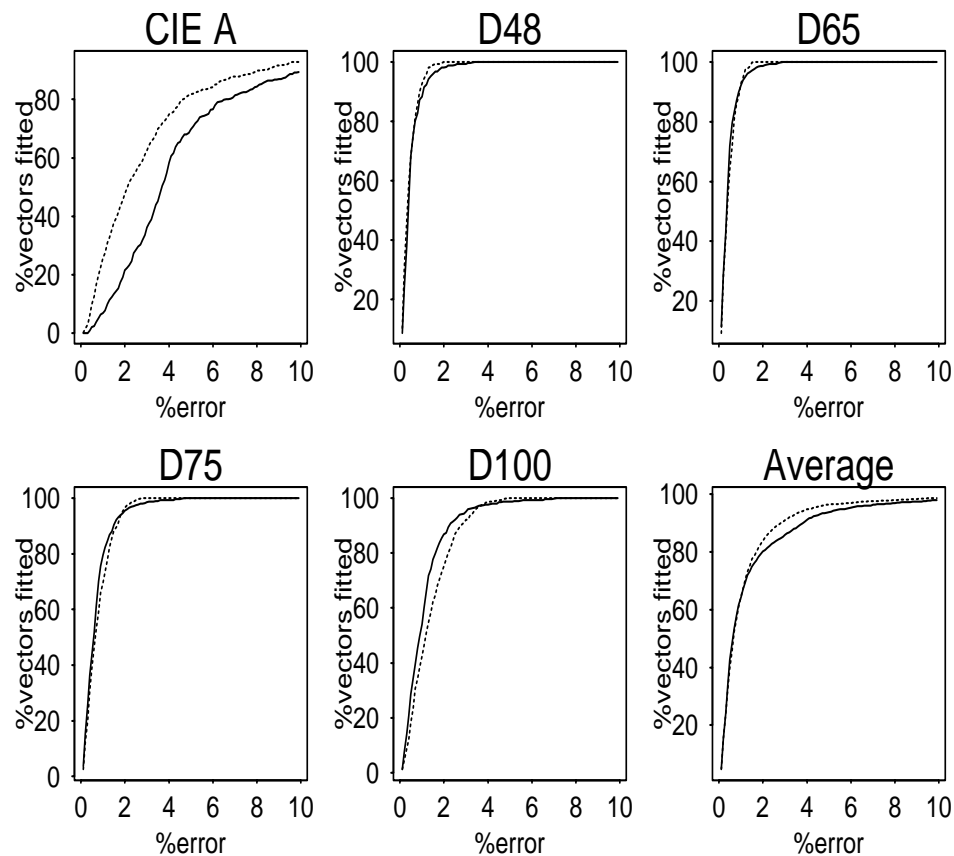 CIE A
%vectors fitted
0 20 40 60 80
0 2 4 6 8 10
%error
D48
%vectors fitted
20 40 60 80 100
0 2 4 6 8 10
%error
D65
%vectors fitted
20 40 60 80 100
0 2 4 6 8 10
%error
D75
%vectors fitted
0 20 40 60 80 100
0 2 4 6 8 10
%error
D100
%vectors fitted
0 20 40 60 80 100
0 2 4 6 8 10
%error
Average
%vectors fitted
20 40 60 80 100
0 2 4 6 8 10
%error